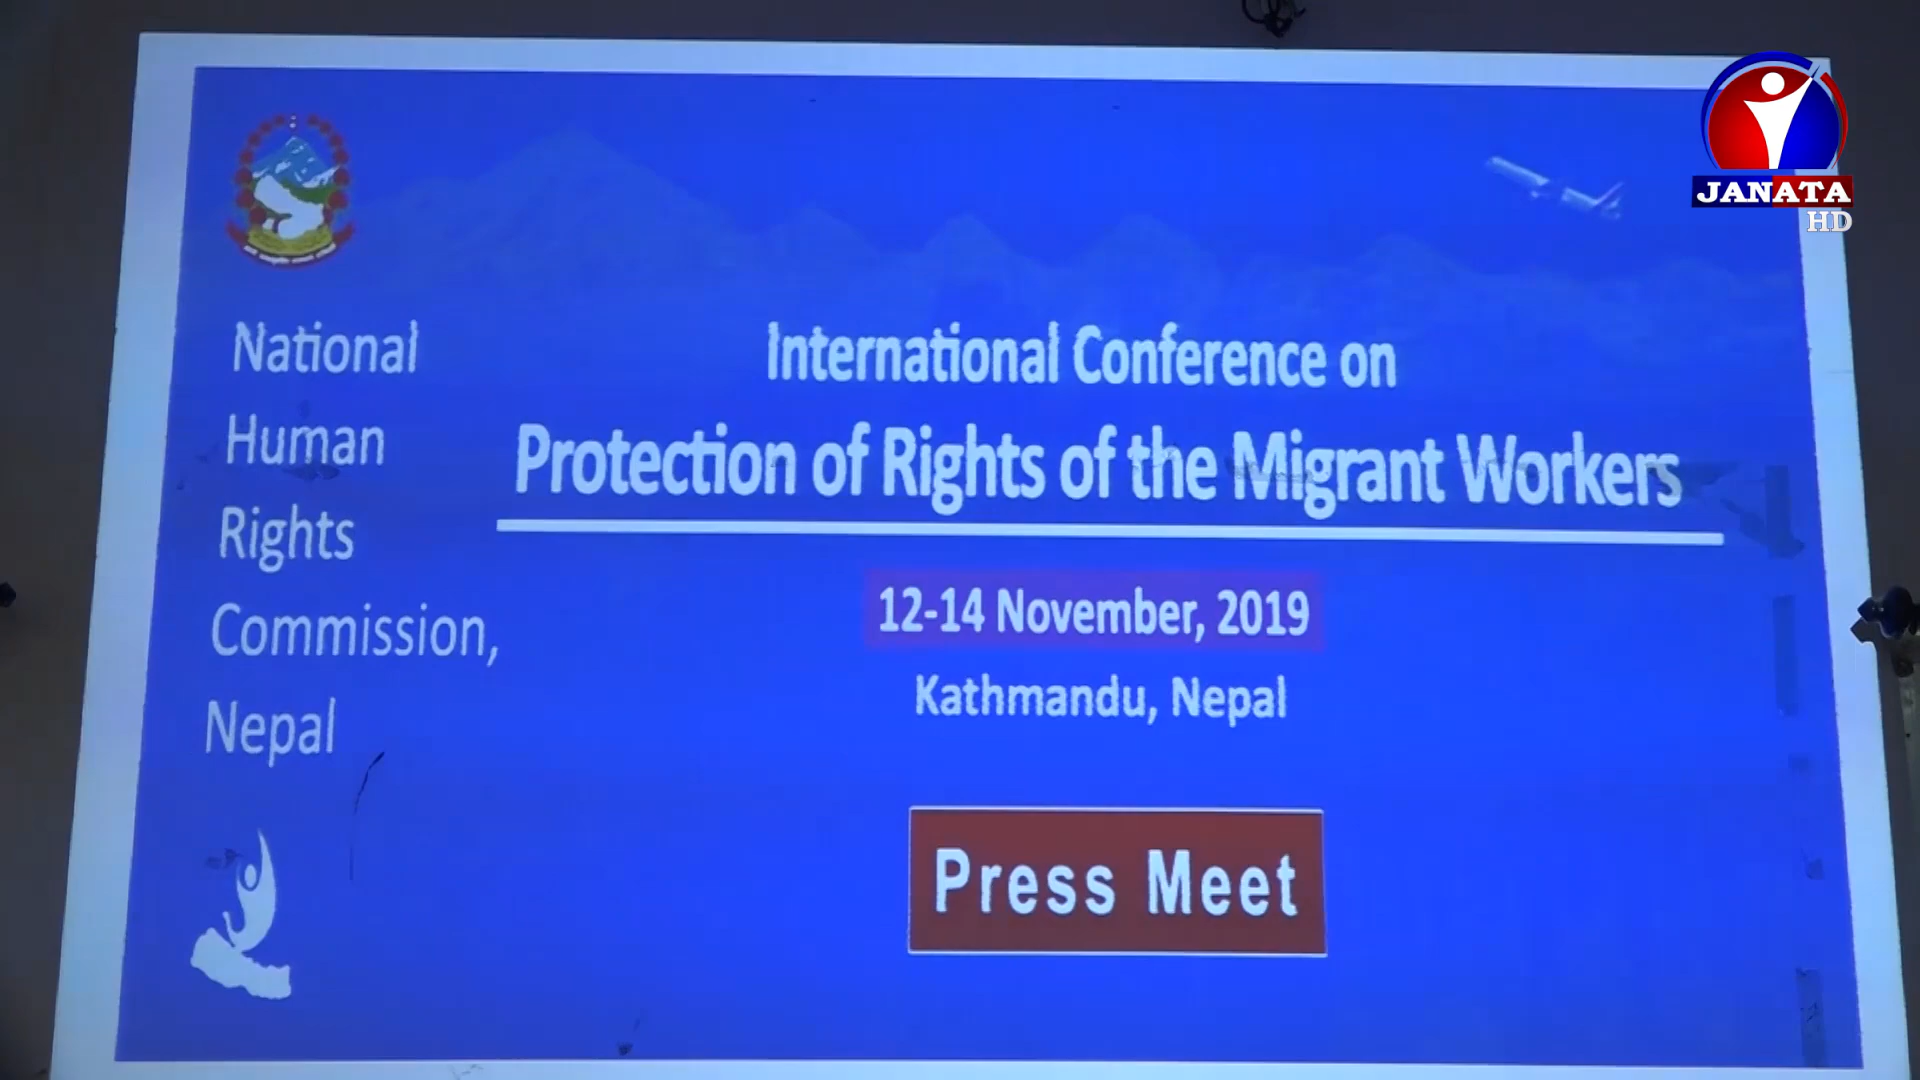 National
Human
Rights
Commission,
Nepal
International Conference on
Protection of Rights of the Migrant Workers
12-14 November, 2019
Kathmandu, Nepal
Press Meet
JANATA
HD